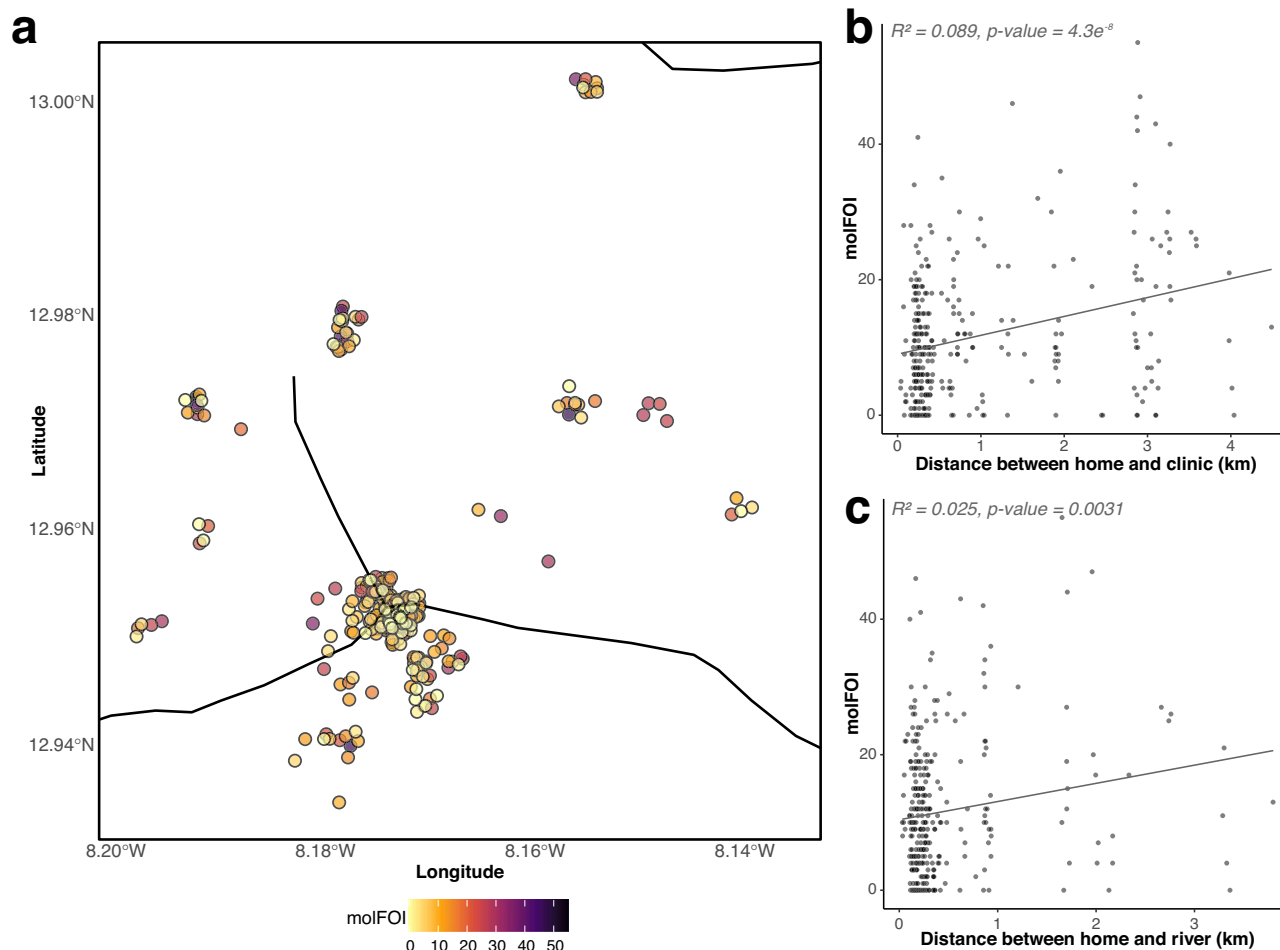 a
13.00°N
12.98°N
12.96°N
12.94°N
Latitude
8.20°W 8.18°W 8.16°W 8.14°W
Longitude
molFOI
0 10 20 30 40 50
b
R² = 0.089, p-value = 4.3e⁻⁸
40
20
0
molFOI
0 1 2 3 4
Distance between home and clinic (km)
c
R² = 0.025, p-value = 0.0031
40
20
0
molFOI
0 1 2 3
Distance between home and river (km)